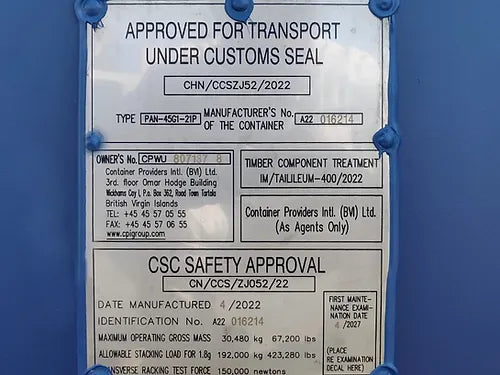 APPROVED FOR TRANSPORT
UNDER CUSTOMS SEAL
CHN/CCSZJ52/2022
TYPE PAN-45G1-21P MANUFACTURER'S No. OF THE CONTAINER A22 016214
OWNER'S No. CPWU 807187 8
Container Providers Intl. (BVI) Ltd.
3rd. floor Omar Hodge Building
Wickhams Cay I, P.o. Box 362, Road Town Tortola
British Virgin Islands
TEL: +45 45 57 05 55
FAX: +45 45 57 06 55
www.cpigroup.com
TIMBER COMPONENT TREATMENT
IM/TAILILEUM-400/2022
Container Providers Intl. (BVI) Ltd.
(As Agents Only)
CSC SAFETY APPROVAL
CN/CCS/ZJ052/22
DATE MANUFACTURED 4/2022
IDENTIFICATION No. A22 016214
MAXIMUM OPERATING GROSS MASS 30,480 kg 67,200 lbs
ALLOWABLE STACKING LOAD FOR 1.8g 192,000 kg 423,280 lbs
TRANSVERSE RACKING TEST FORCE 150,000 newtons
FIRST MAINTE-
NANCE EXAMI-
NATION DATE
4/2027
(PLACE
RE EXAMINATION
DECAL HERE)